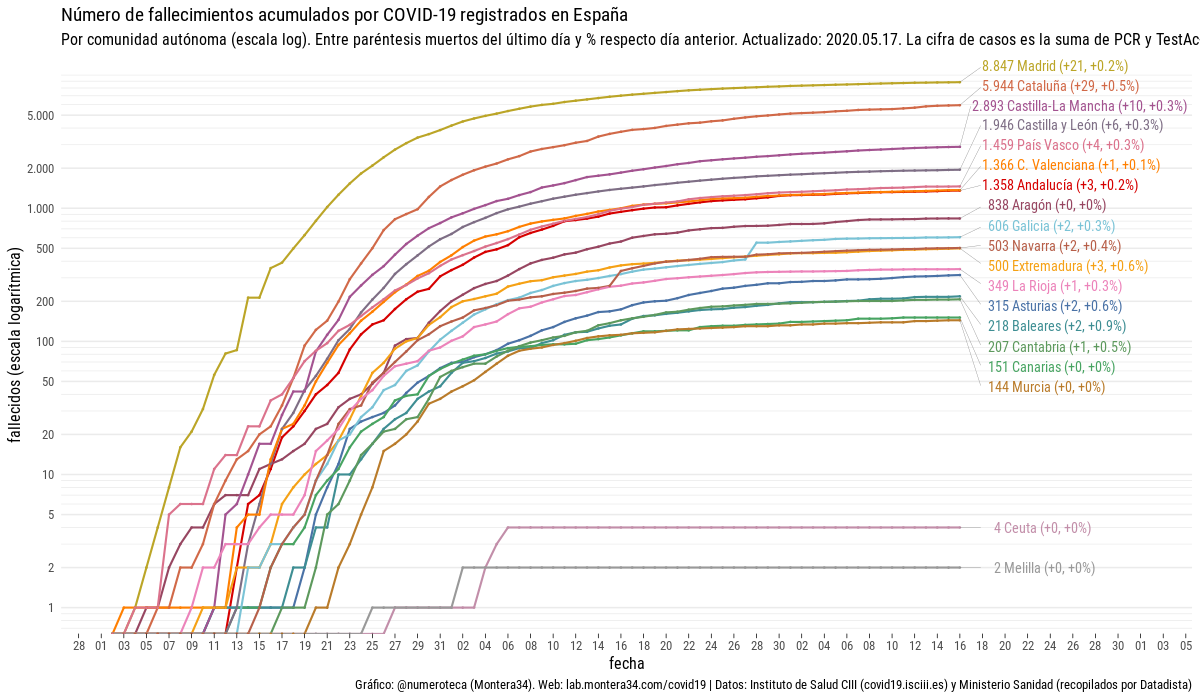 Número de fallecimientos acumulados por COVID-19 registrados en España
Por comunidad autónoma (escala log). Entre paréntesis muertos del último día y % respecto día anterior. Actualizado: 2020.05.17. La cifra de casos es la suma de PCR y TestAc
8.847 Madrid (+21, +0.2%)
5.944 Cataluña (+29, +0.5%)
2.893 Castilla-La Mancha (+10, +0.3%)
1.946 Castilla y León (+6, +0.3%)
1.459 País Vasco (+4, +0.3%)
1.366 C. Valenciana (+1, +0.1%)
1.358 Andalucía (+3, +0.2%)
838 Aragón (+0, +0%)
606 Galicia (+2, +0.3%)
503 Navarra (+2, +0.4%)
500 Extremadura (+3, +0.6%)
349 La Rioja (+1, +0.3%)
315 Asturias (+2, +0.6%)
218 Baleares (+2, +0.9%)
207 Cantabria (+1, +0.5%)
151 Canarias (+0, +0%)
144 Murcia (+0, +0%)
4 Ceuta (+0, +0%)
2 Melilla (+0, +0%)
fallecidos (escala logarítmica)
5.000
2.000
1.000
500
200
100
50
20
10
5
2
1
28 01 03 05 07 09 11 13 15 17 19 21 23 25 27 29 31 02 04 06 08 10 12 14 16 18 20 22 24 26 28 30 02 04 06 08 10 12 14 16 18 20 22 24 26 28 30 01 03 05
fecha
Gráfico: @numeroteca (Montera34). Web: lab.montera34.com/covid19 | Datos: Instituto de Salud CIII (covid19.isciii.es) y Ministerio Sanidad (recopilados por Datadista)